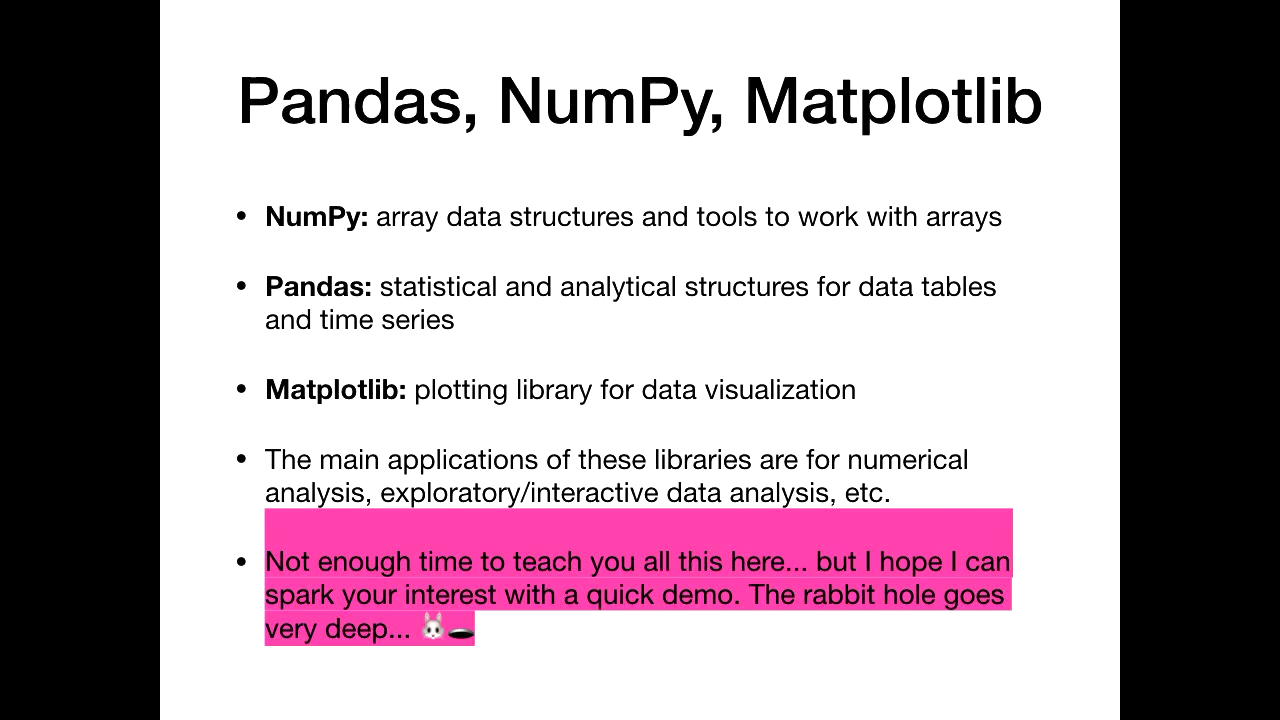 Pandas, NumPy, Matplotlib
• NumPy: array data structures and tools to work with arrays
• Pandas: statistical and analytical structures for data tables
and time series
• Matplotlib: plotting library for data visualization
• The main applications of these libraries are for numerical
analysis, exploratory/interactive data analysis, etc.
• Not enough time to teach you all this here... but I hope I can
spark your interest with a quick demo. The rabbit hole goes
very deep... 🐰🕳️